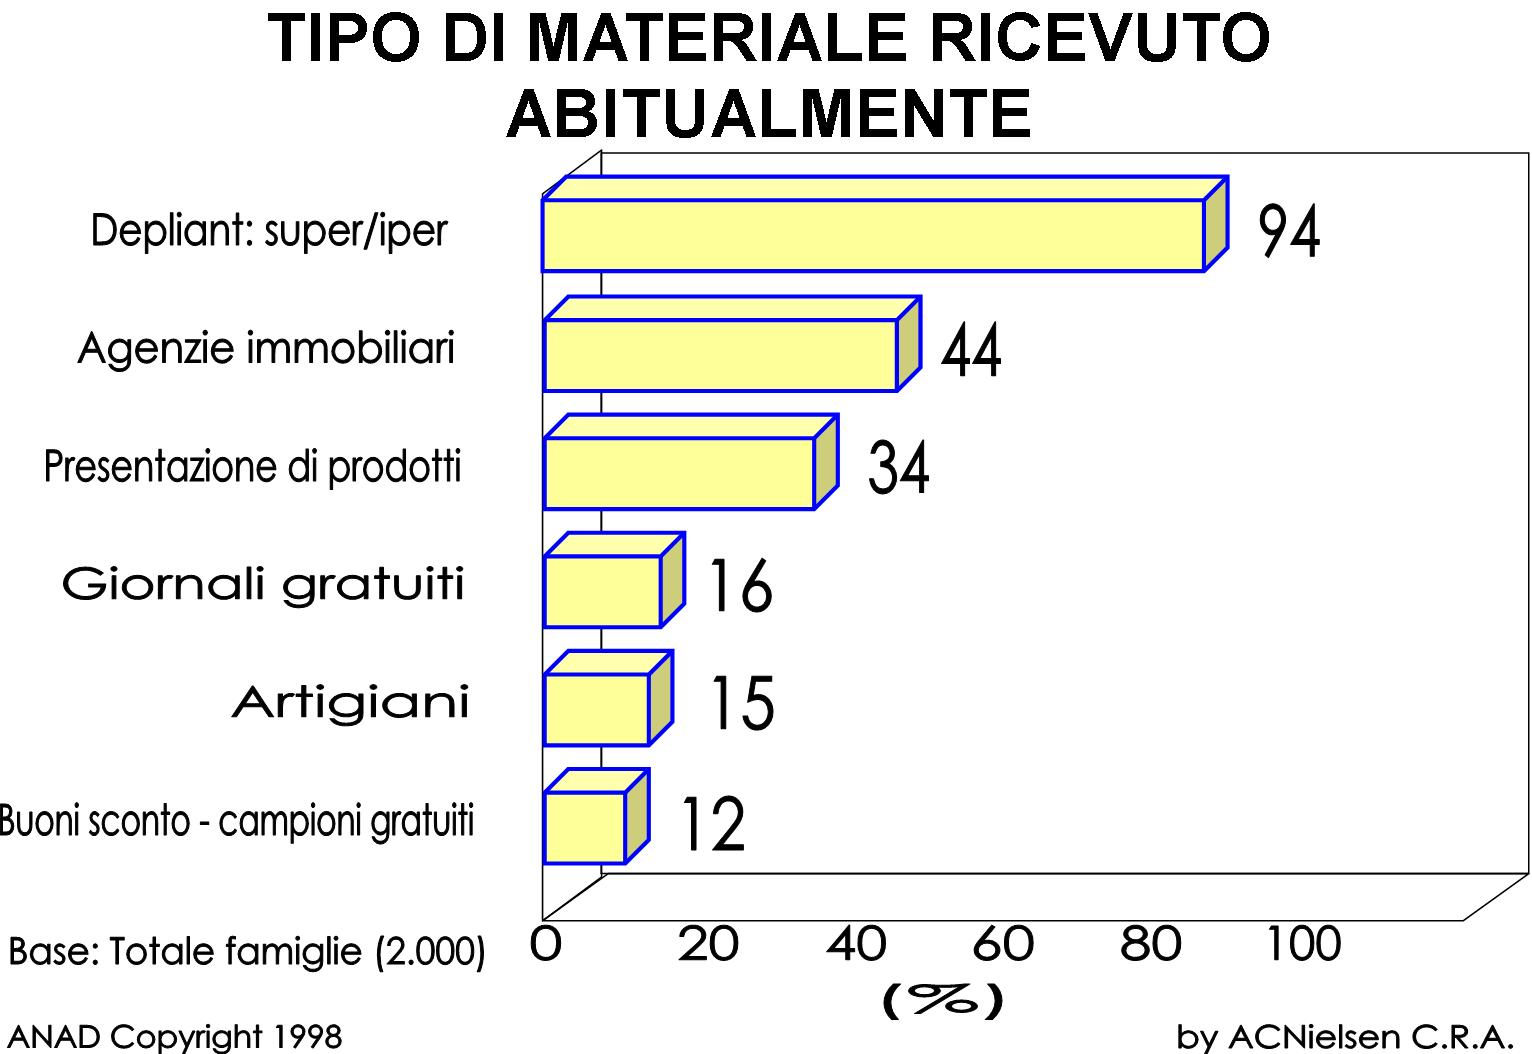 TIPO DI MATERIALE RICEVUTO
ABITUALMENTE
Depliant: super/iper 94
Agenzie immobiliari 44
Presentazione di prodotti 34
Giornali gratuiti 16
Artigiani 15
Buoni sconto - campioni gratuiti 12
Base: Totale famiglie (2.000) 0 20 40 60 80 100
(%)
ANAD Copyright 1998 by ACNielsen C.R.A.